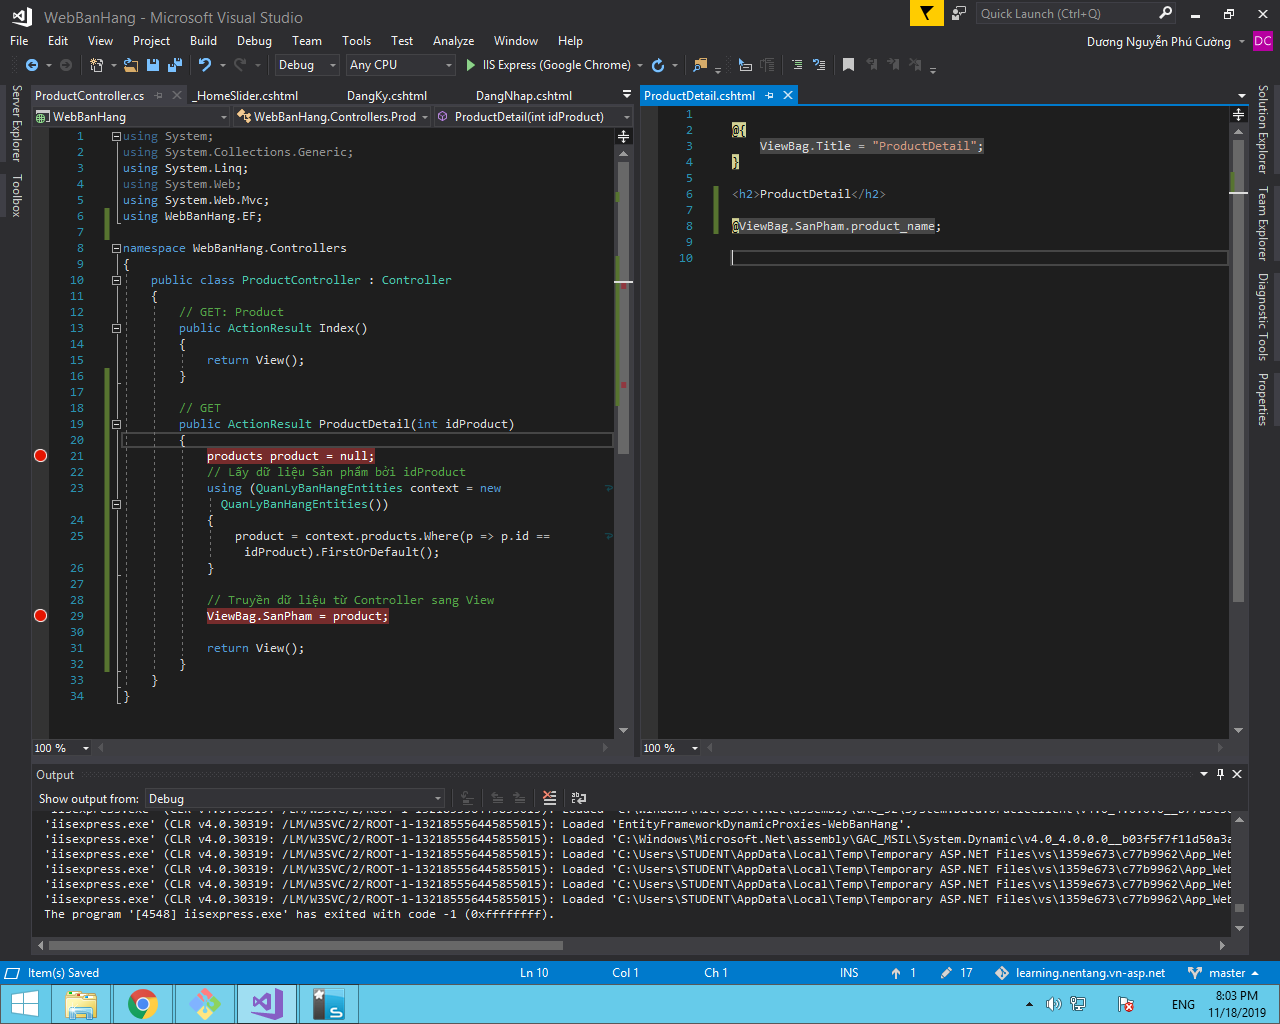 WebBanHang - Microsoft Visual Studio
Quick Launch (Ctrl+Q)
File Edit View Project Build Debug Team Tools Test Analyze Window Help
Dương Nguyễn Phú Cường DC
Debug Any CPU IIS Express (Google Chrome)
Server Explorer
Toolbox
ProductController.cs _HomeSlider.cshtml DangKy.cshtml DangNhap.cshtml
WebBanHang WebBanHang.Controllers.Prod ProductDetail(int idProduct)
1 using System;
2 using System.Collections.Generic;
3 using System.Linq;
4 using System.Web;
5 using System.Web.Mvc;
6 using WebBanHang.EF;
7
8 namespace WebBanHang.Controllers
9 {
10 public class ProductController : Controller
11 {
12 // GET: Product
13 public ActionResult Index()
14 {
15 return View();
16 }
17
18 // GET
19 public ActionResult ProductDetail(int idProduct)
20 {
21 products product = null;
22 // Lấy dữ liệu Sản phẩm bởi idProduct
23 using (QuanLyBanHangEntities context = new
QuanLyBanHangEntities())
24 {
25 product = context.products.Where(p => p.id ==
idProduct).FirstOrDefault();
26 }
27
28 // Truyền dữ liệu từ Controller sang View
29 ViewBag.SanPham = product;
30
31 return View();
32 }
33 }
34 }
100 %
ProductDetail.cshtml
1
2 @{
3 ViewBag.Title = "ProductDetail";
4 }
5
6 <h2>ProductDetail</h2>
7
8 @ViewBag.SanPham.product_name;
9
10
100 %
Solution Explorer
Team Explorer
Diagnostic Tools
Properties
Output
Show output from: Debug
'iisexpress.exe' (CLR v4.0.30319: /LM/W3SVC/2/ROOT-1-132185556445855015): Loaded 'EntityFrameworkDynamicProxies-WebBanHang'.
'iisexpress.exe' (CLR v4.0.30319: /LM/W3SVC/2/ROOT-1-132185556445855015): Loaded 'C:\Windows\Microsoft.Net\assembly\GAC_MSIL\System.Dynamic\v4.0_4.0.0.0__b03f5f7f11d50a3a
'iisexpress.exe' (CLR v4.0.30319: /LM/W3SVC/2/ROOT-1-132185556445855015): Loaded 'C:\Users\STUDENT\AppData\Local\Temp\Temporary ASP.NET Files\vs\1359e673\c77b9962\App_Web
'iisexpress.exe' (CLR v4.0.30319: /LM/W3SVC/2/ROOT-1-132185556445855015): Loaded 'C:\Users\STUDENT\AppData\Local\Temp\Temporary ASP.NET Files\vs\1359e673\c77b9962\App_Web
'iisexpress.exe' (CLR v4.0.30319: /LM/W3SVC/2/ROOT-1-132185556445855015): Loaded 'C:\Users\STUDENT\AppData\Local\Temp\Temporary ASP.NET Files\vs\1359e673\c77b9962\App_Web
'iisexpress.exe' (CLR v4.0.30319: /LM/W3SVC/2/ROOT-1-132185556445855015): Loaded 'C:\Users\STUDENT\AppData\Local\Temp\Temporary ASP.NET Files\vs\1359e673\c77b9962\App_Web
The program '[4548] iisexpress.exe' has exited with code -1 (0xffffffff).
Item(s) Saved Ln 10 Col 1 Ch 1 INS 1 17 learning.nentang.vn-asp.net master
ENG 8:03 PM
11/18/2019